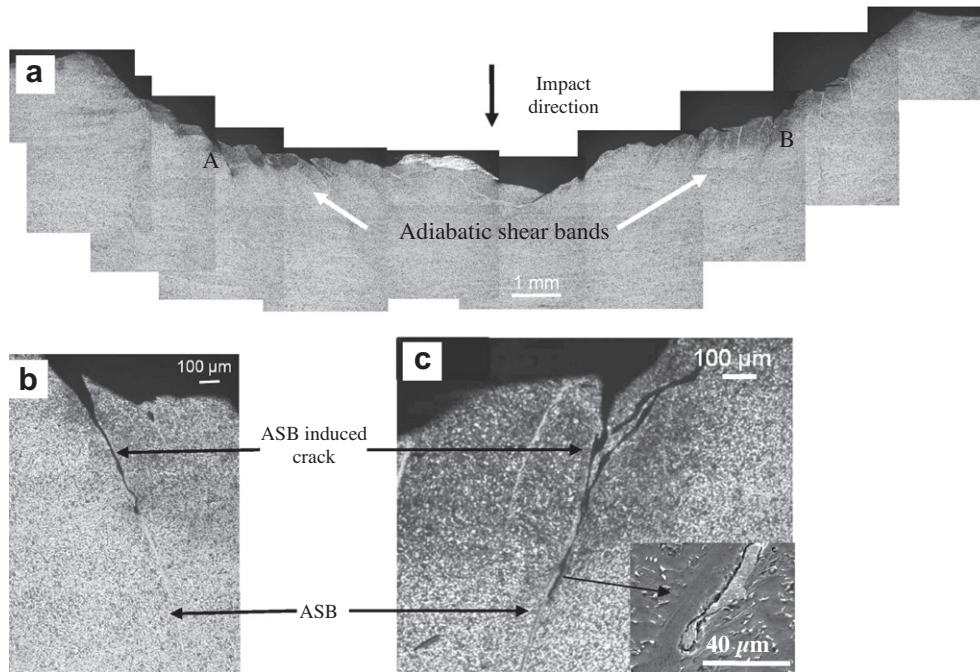 a
Impact
direction
A
B
Adiabatic shear bands
1 mm
b
100 µm
c
100 µm
ASB induced
crack
ASB
40 µm